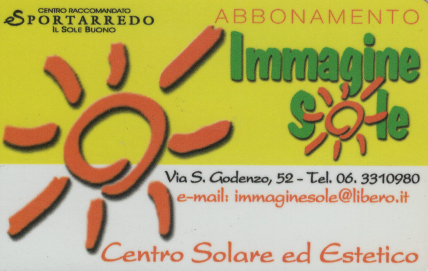 CENTRO RACCOMANDATO
SPORTARREDO
IL SOLE BUONO
ABBONAMENTO
Immagine
Sole
Via S. Godenzo, 52 - Tel. 06. 3310980
e-mail: immaginesole@libero.it
Centro Solare ed Estetico